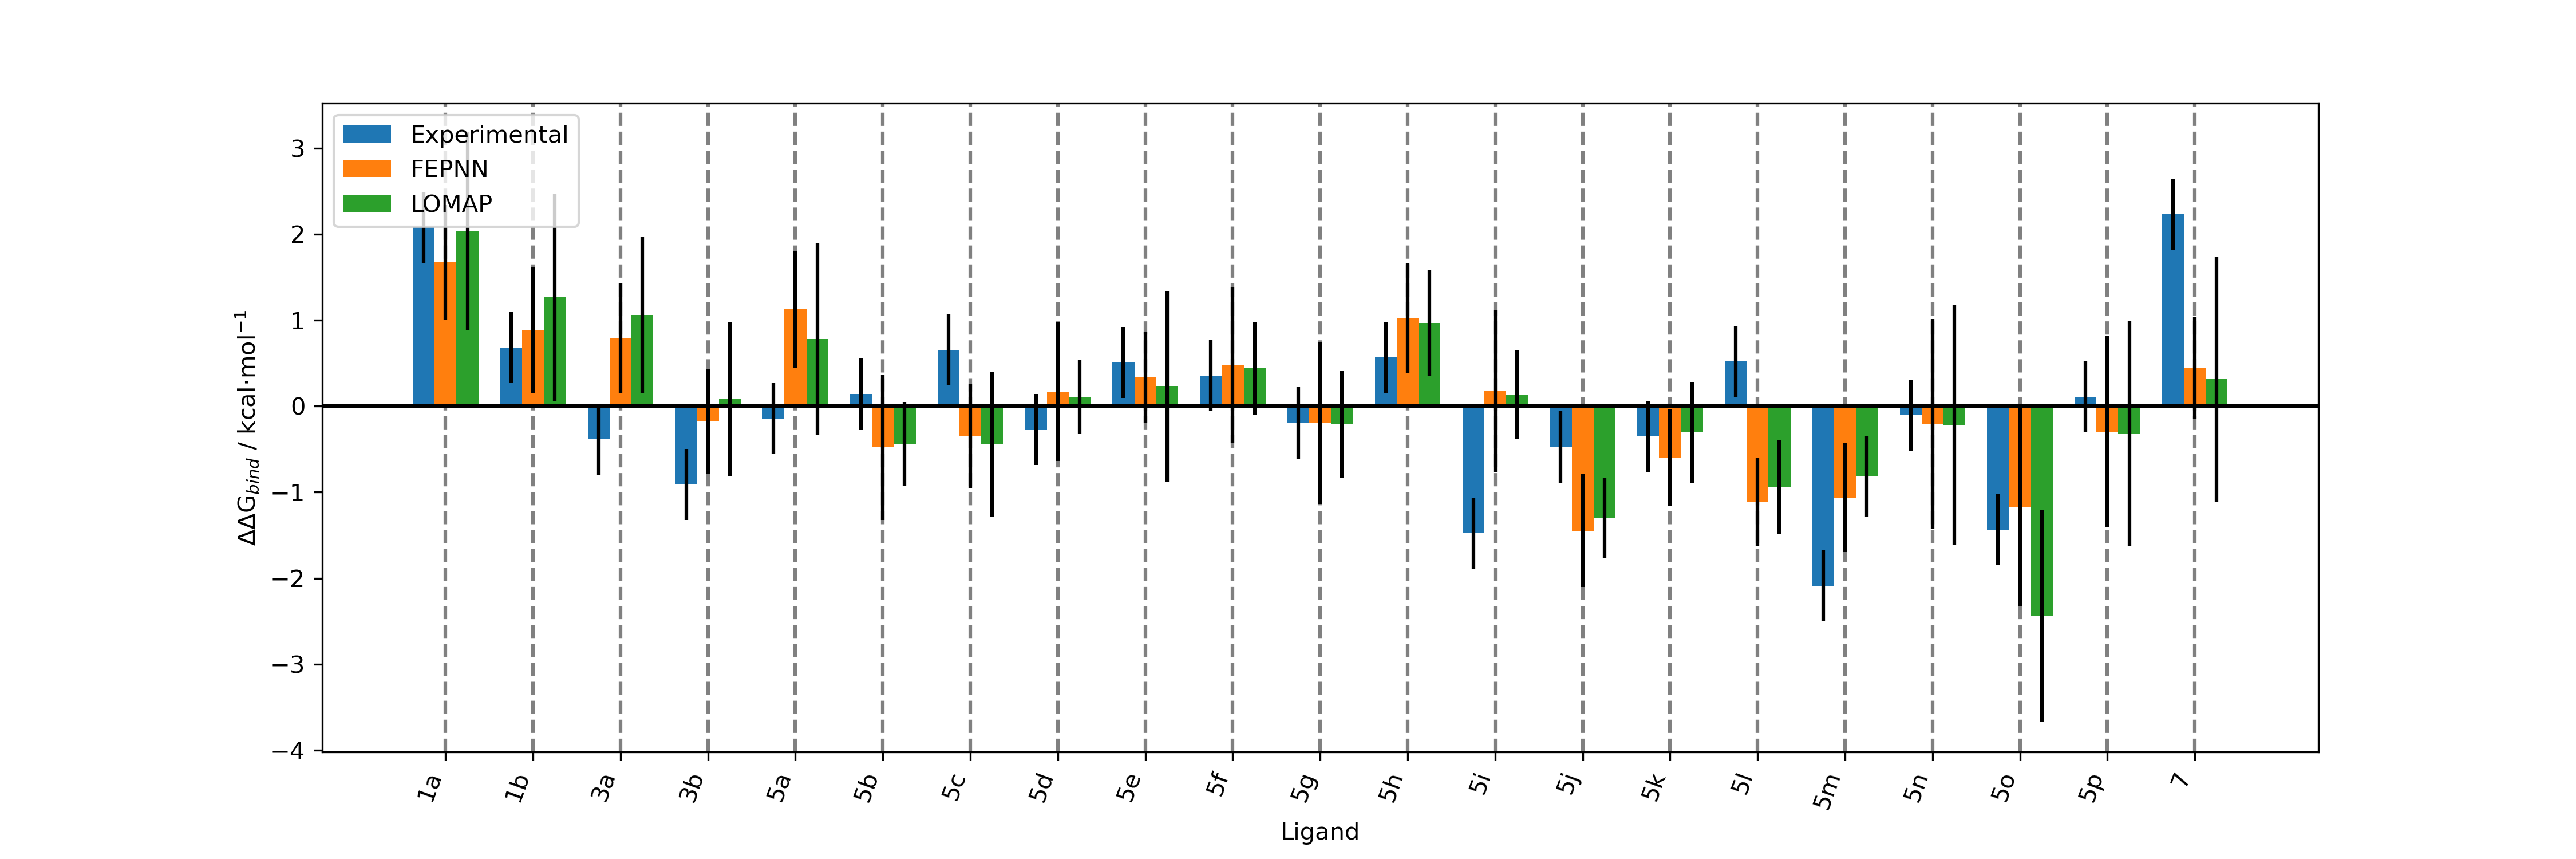 Experimental
FEPNN
LOMAP
3
2
1
0
−1
−2
−3
−4
ΔΔG_bind / kcal·mol⁻¹
1a 1b 3a 3b 5a 5b 5c 5d 5e 5f 5g 5h 5i 5j 5k 5l 5m 5n 5o 5p 7
Ligand